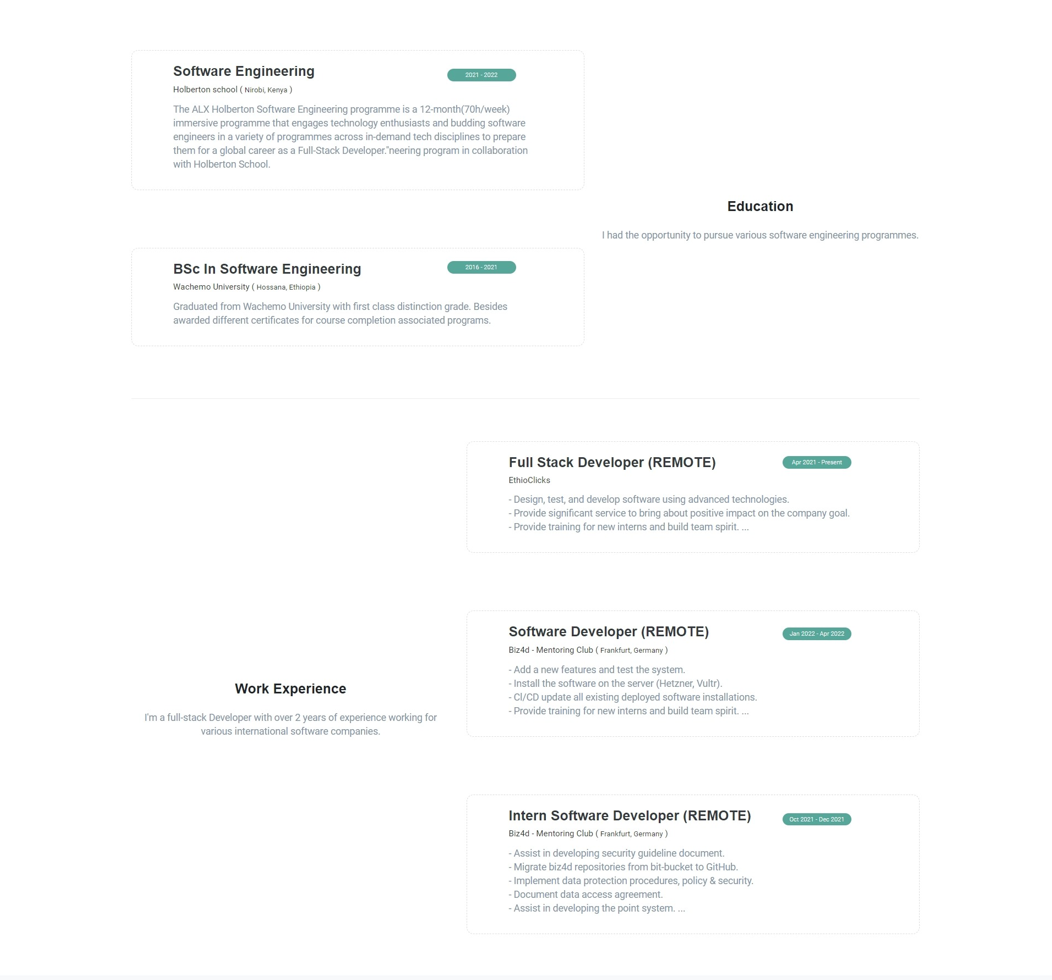 Software Engineering
2021 - 2022
Holberton school ( Nirobi, Kenya )
The ALX Holberton Software Engineering programme is a 12-month(70h/week)
immersive programme that engages technology enthusiasts and budding software
engineers in a variety of programmes across in-demand tech disciplines to prepare
them for a global career as a Full-Stack Developer."neering program in collaboration
with Holberton School.
BSc In Software Engineering
2016 - 2021
Wachemo University ( Hossana, Ethiopia )
Graduated from Wachemo University with first class distinction grade. Besides
awarded different certificates for course completion associated programs.
Education
I had the opportunity to pursue various software engineering programmes.
Work Experience
I'm a full-stack Developer with over 2 years of experience working for
various international software companies.
Full Stack Developer (REMOTE)
Apr 2021 - Present
EthioClicks
- Design, test, and develop software using advanced technologies.
- Provide significant service to bring about positive impact on the company goal.
- Provide training for new interns and build team spirit. ...
Software Developer (REMOTE)
Jan 2022 - Apr 2022
Biz4d - Mentoring Club ( Frankfurt, Germany )
- Add a new features and test the system.
- Install the software on the server (Hetzner, Vultr).
- CI/CD update all existing deployed software installations.
- Provide training for new interns and build team spirit. ...
Intern Software Developer (REMOTE)
Ocr 2021 - Dec 2021
Biz4d - Mentoring Club ( Frankfurt, Germany )
- Assist in developing security guideline document.
- Migrate biz4d repositories from bit-bucket to GitHub.
- Implement data protection procedures, policy & security.
- Document data access agreement.
- Assist in developing the point system. ...